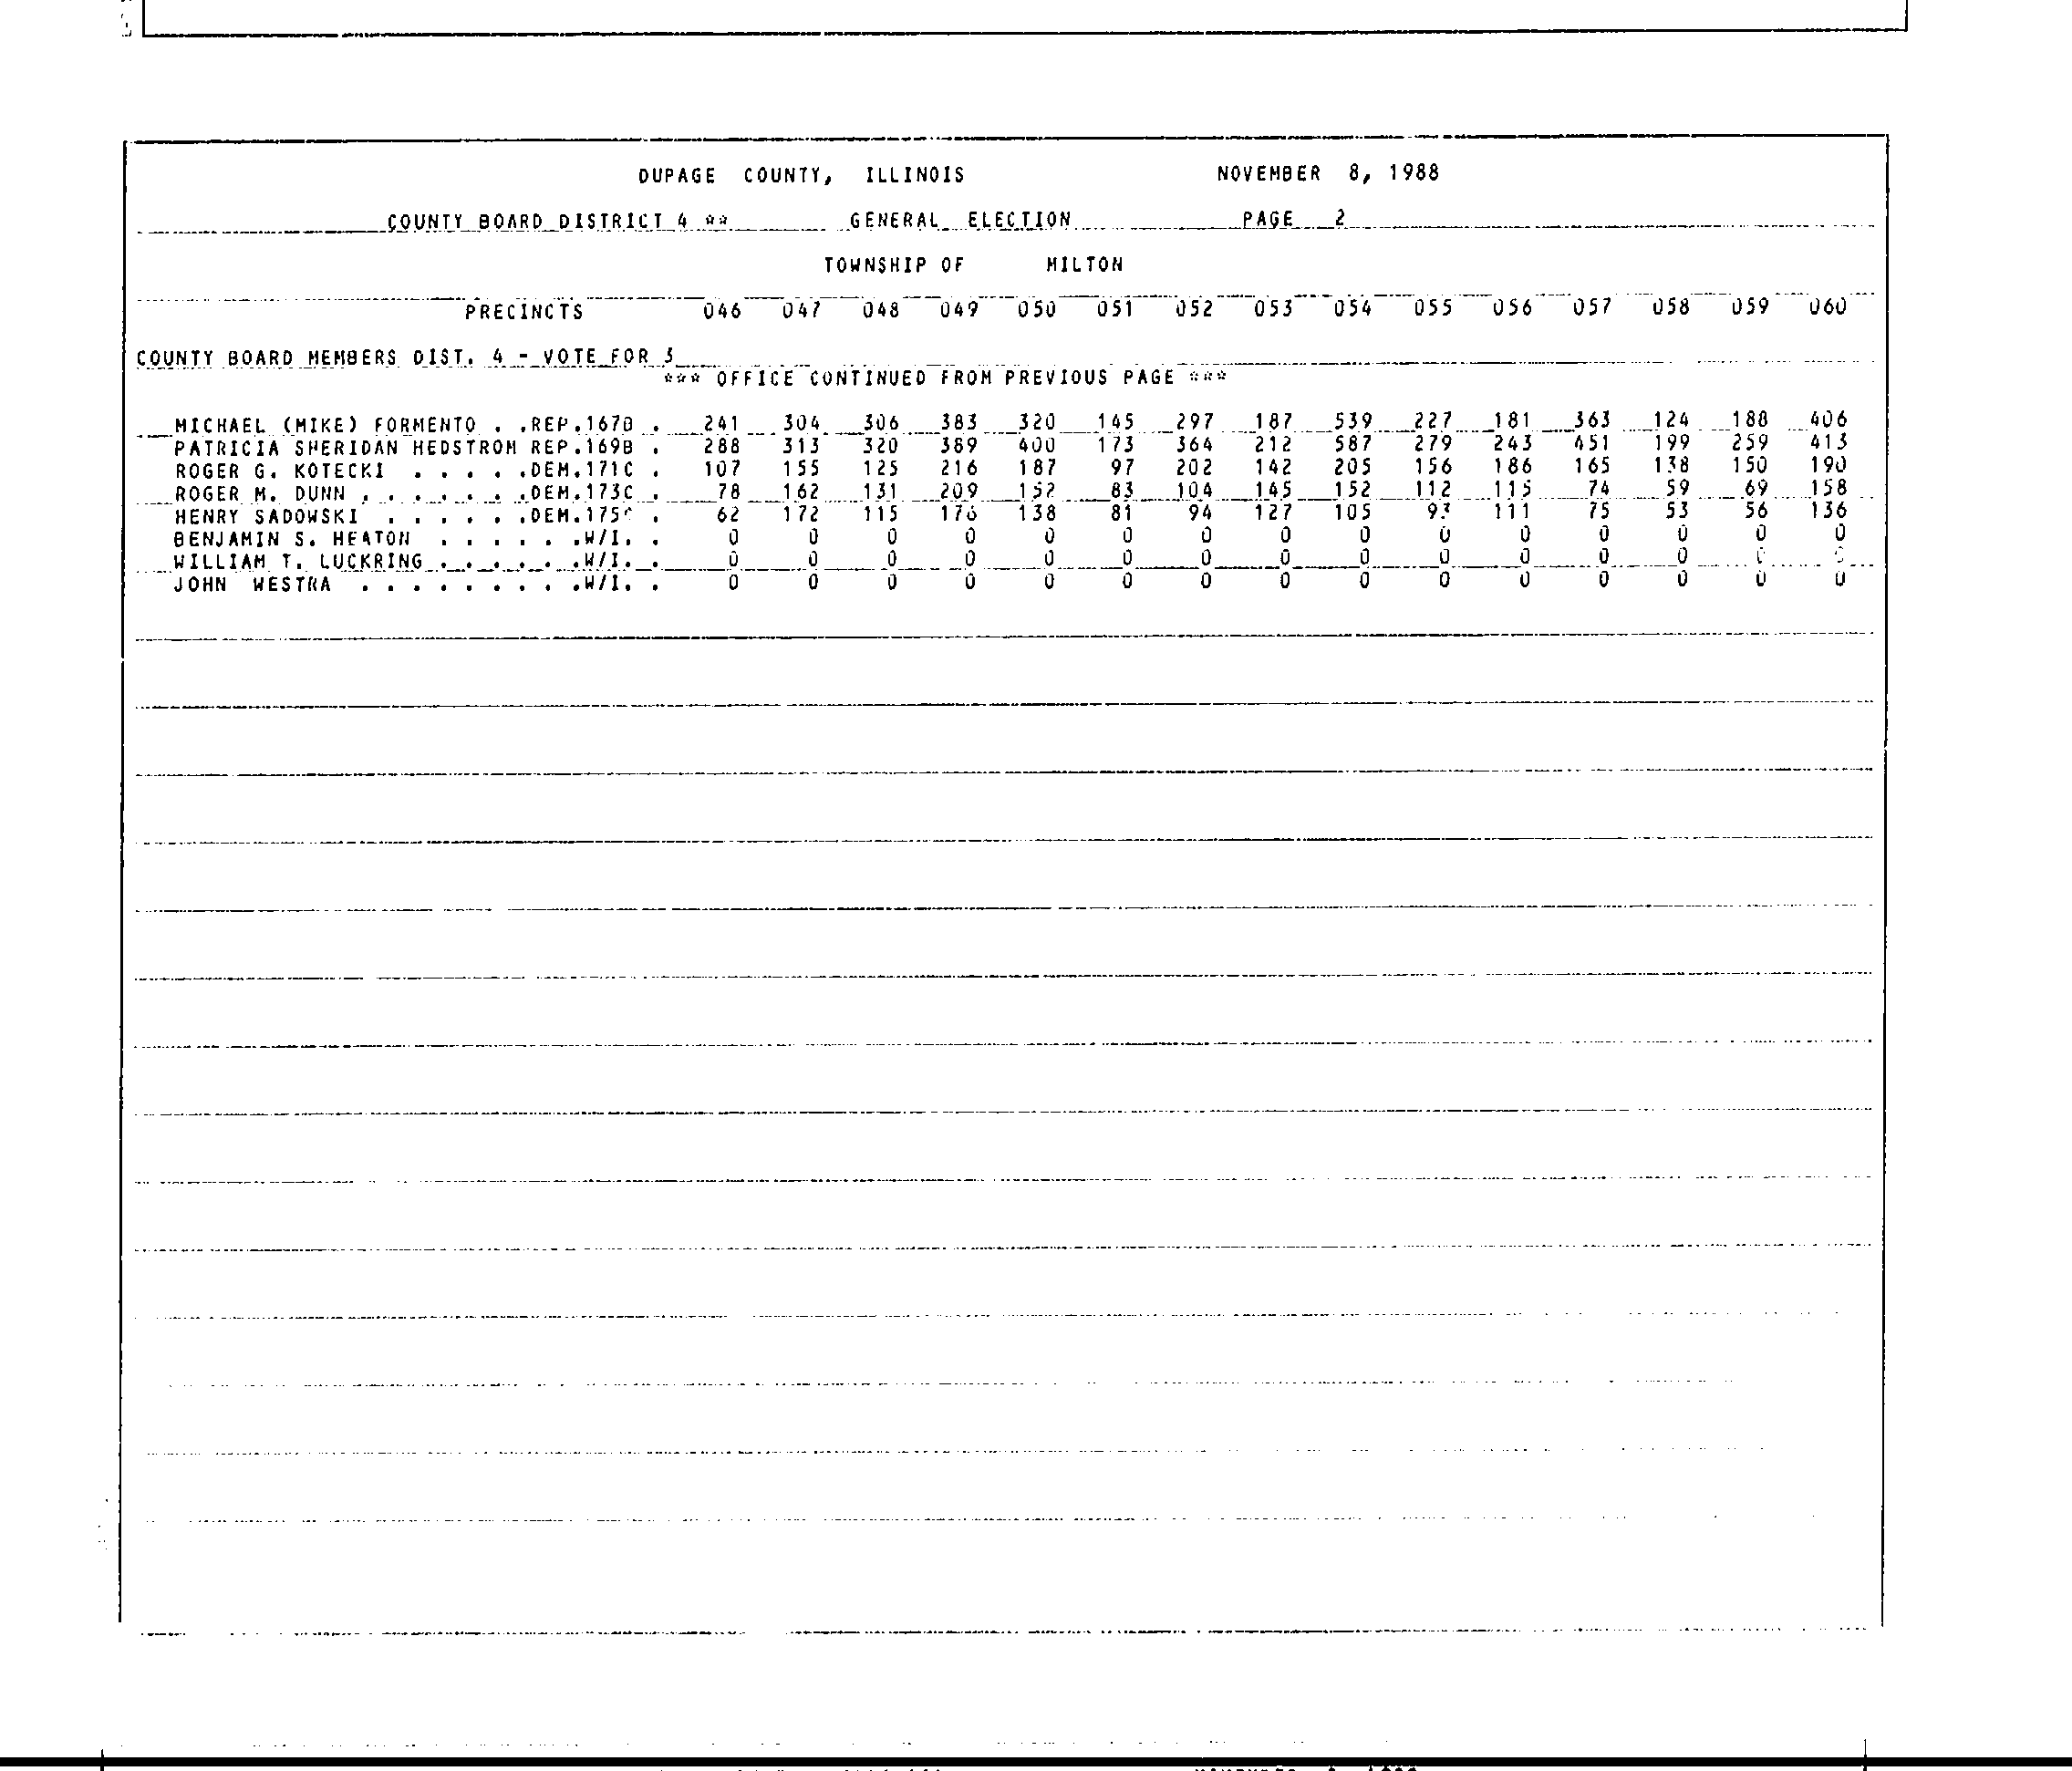 DUPAGE COUNTY, ILLINOIS NOVEMBER 8, 1988
COUNTY BOARD DISTRICT 4 ** GENERAL ELECTION PAGE 2
TOWNSHIP OF MILTON
PRECINCTS 046 047 048 049 050 051 052 053 054 055 056 057 058 059 060
COUNTY BOARD MEMBERS DIST. 4 - VOTE FOR 3
*** OFFICE CONTINUED FROM PREVIOUS PAGE ***
MICHAEL (MIKE) FORMENTO . .REP.167B . 241 304 306 383 320 145 297 187 539 227 181 363 124 188 406
PATRICIA SHERIDAN HEDSTROM REP.169B . 288 313 320 389 400 173 364 212 587 279 243 451 199 259 413
ROGER G. KOTECKI . . . . .DEM.171C . 107 155 125 216 187 97 202 142 205 156 186 165 138 150 190
ROGER M. DUNN . . . . . . .DEM.173C . 78 162 131 209 152 83 104 145 152 112 115 74 59 69 158
HENRY SADOWSKI . . . . . .DEM. . 62 172 115 176 138 81 94 127 105 111 75 53 56 136
BENJAMIN S. HEATON . . . . . .W/I. . 0 0 0 0 0 0 0 0 0 0 0 0 0 0 0
WILLIAM T. LUCKRING . . . . . .W/I. . 0 0 0 0 0 0 0 0 0 0 0 0 0
JOHN WESTRA . . . . . . . . .W/I. . 0 0 0 0 0 0 0 0 0 0 0 0 0 0 0